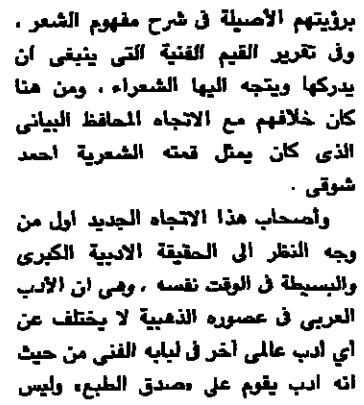 برؤيتهم الأصيلة فى شرح مفهوم الشعر ،
وفى تقرير القيم الفنية التى ينبغى ان
يدركها ويتجه اليها الشعراء ، ومن هنا
كان خلافهم مع الاتجاه المحافظ البيانى
الذى كان يمثل قمته الشعرية احمد
شوقى .
وأصحاب هذا الاتجاه الجديد اول من
وجه النظر الى الحقيقة الادبية الكبرى
والبسيطة فى الوقت نفسه ، وهى ان الأدب
العربى فى عصوره الذهبية لا يختلف عن
أي ادب عالمى آخر فى لبابه الفنى من حيث
انه ادب يقوم على «صدق الطبع» وليس